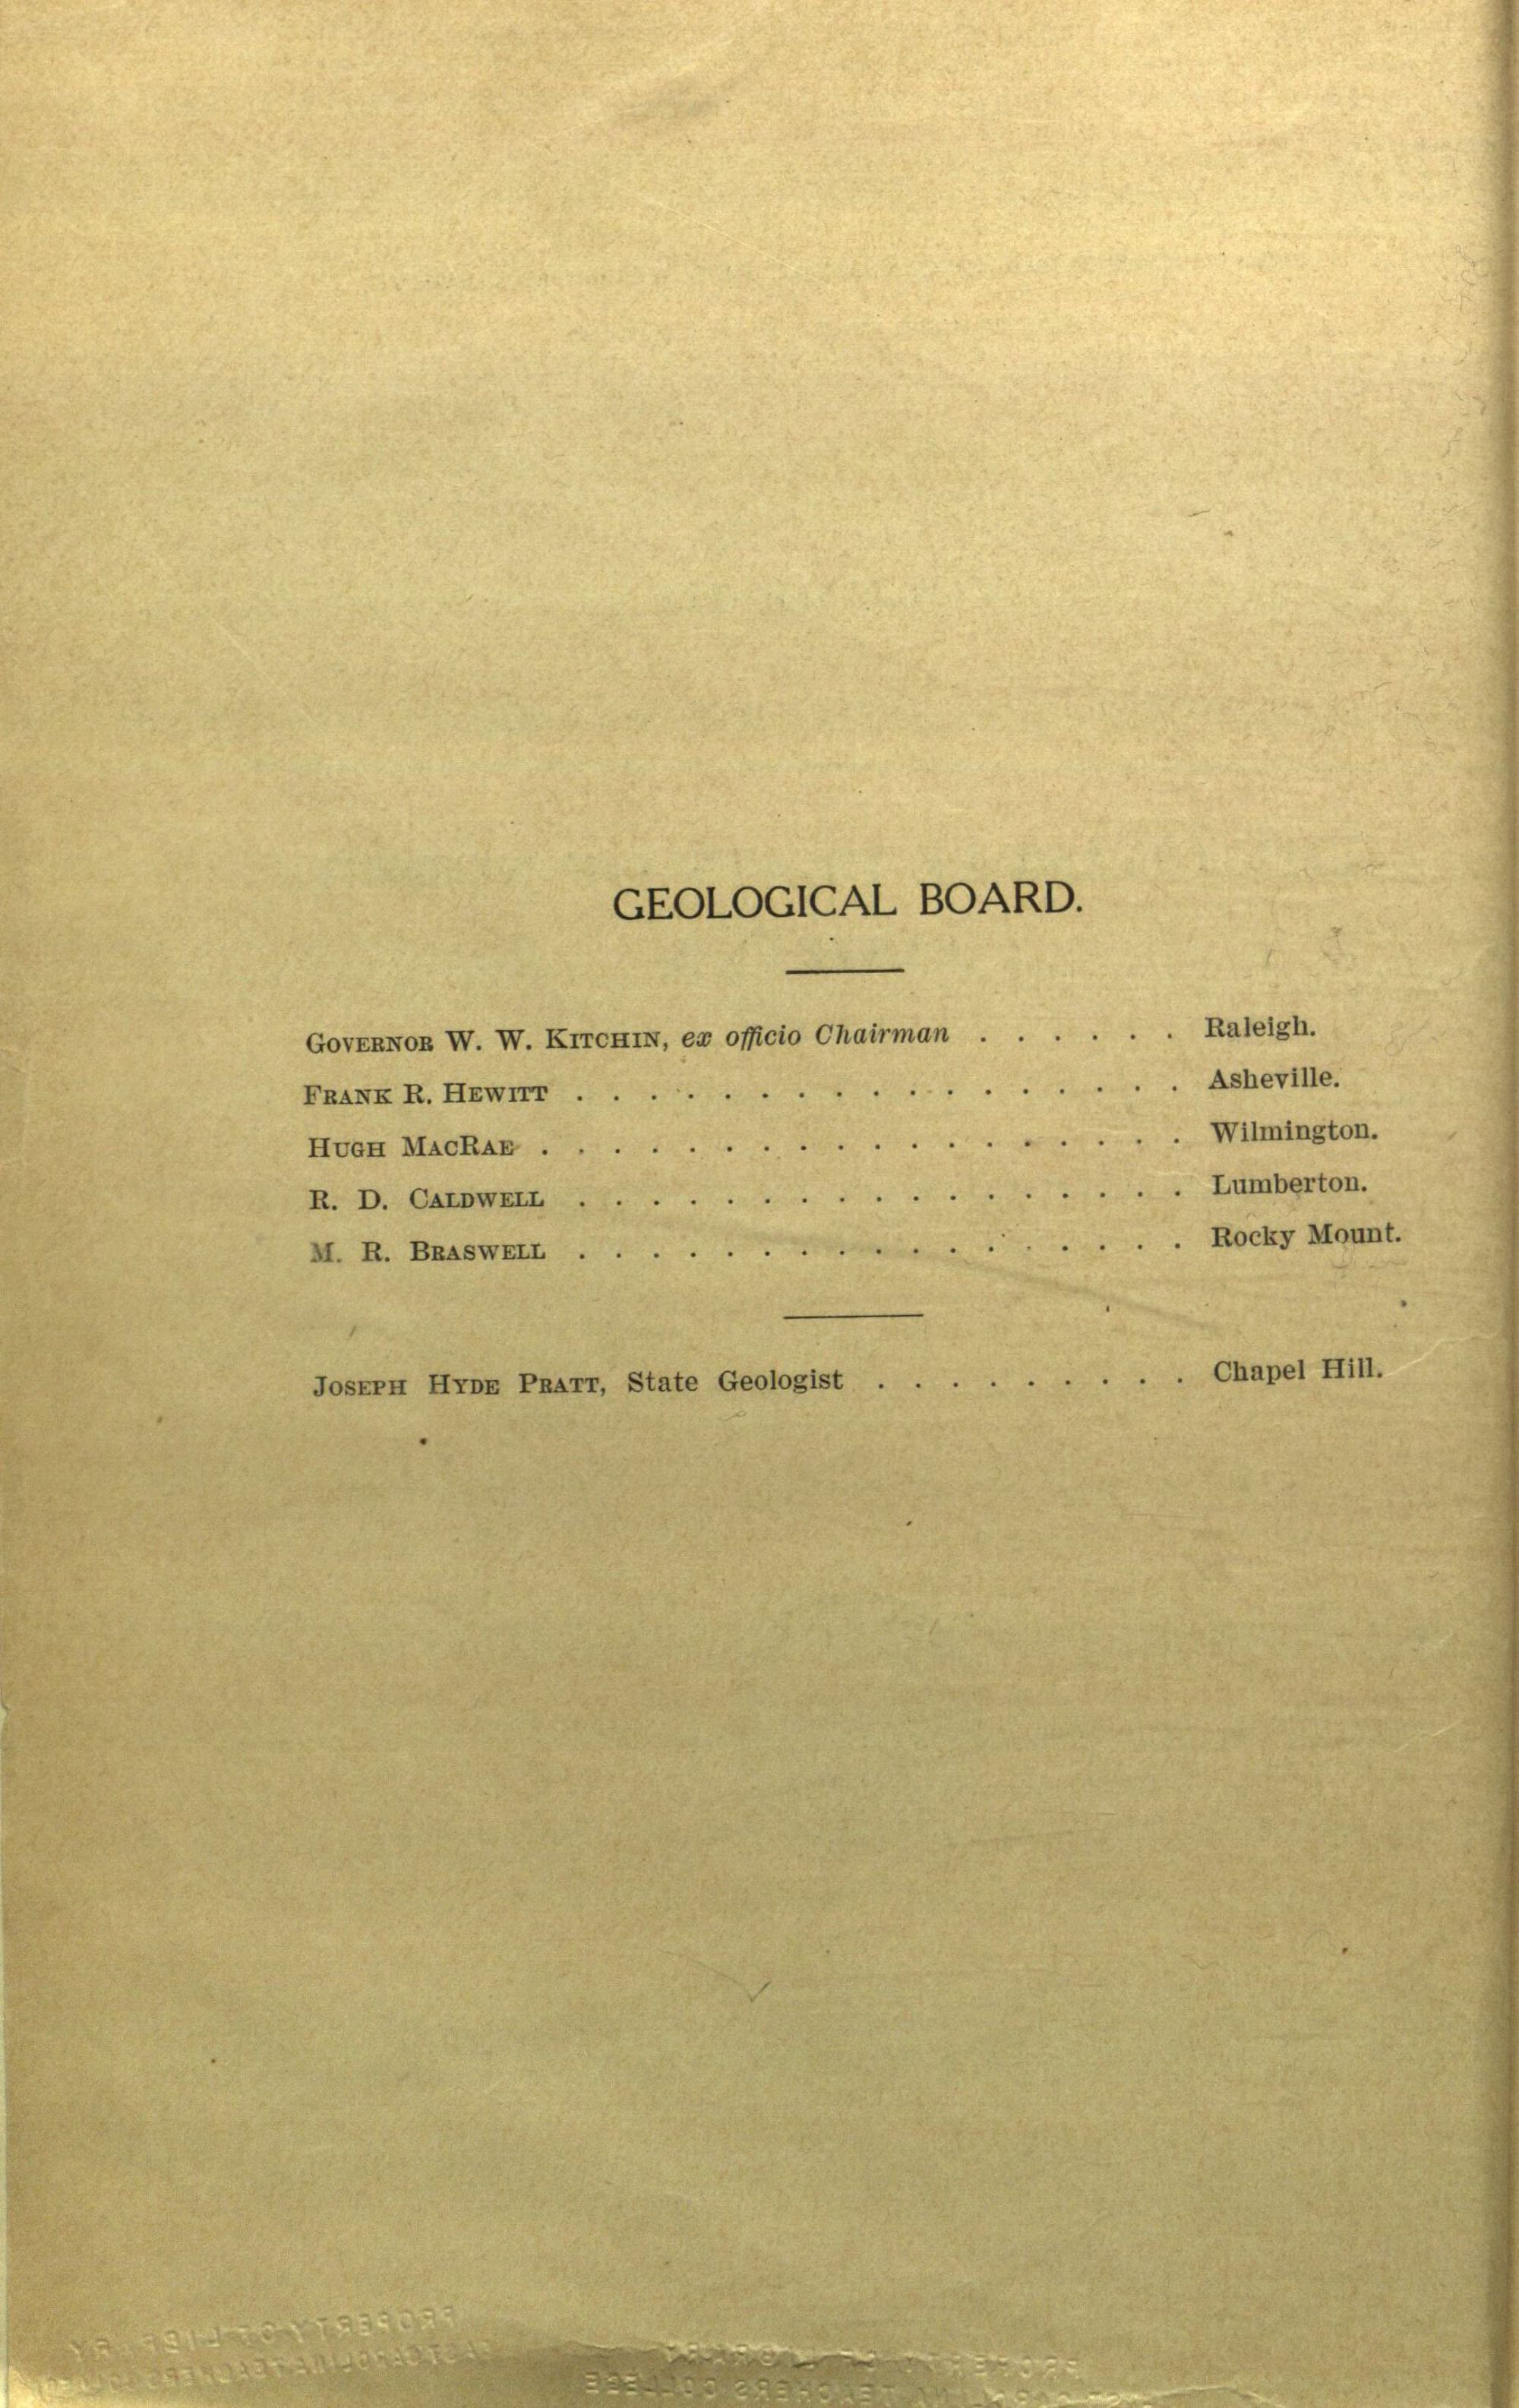 GEOLOGICAL BOARD.
GOVERNOR W. W. KITCHIN, ex officio Chairman . . . . . . Raleigh.
FRANK R. HEWITT . . . . . . . . . . . . . . . . . Asheville.
HUGH MACRAE . . . . . . . . . . . . . . . . . . Wilmington.
R. D. CALDWELL . . . . . . . . . . . . . . . . . Lumberton.
M. R. BRASWELL . . . . . . . . . . . . . . . . . Rocky Mount.
JOSEPH HYDE PRATT, State Geologist . . . . . . . . . Chapel Hill.